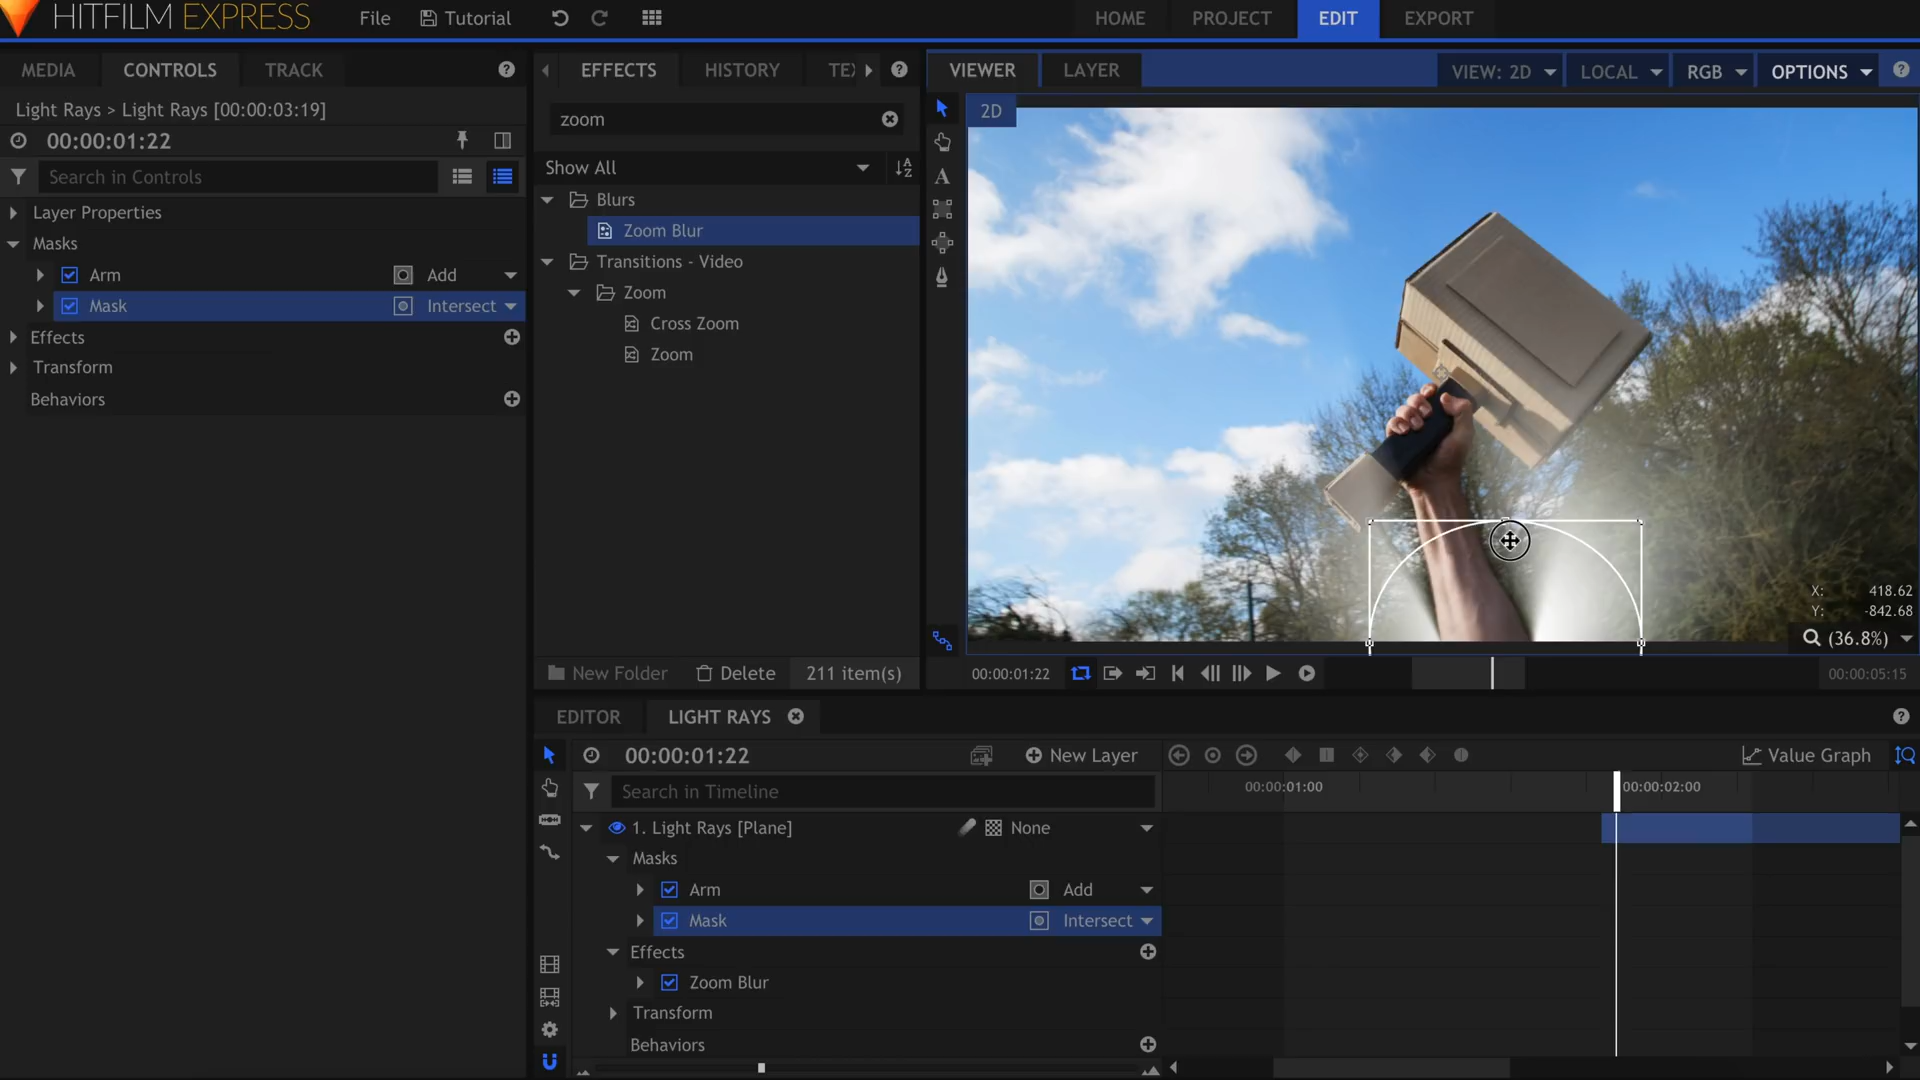 HITFILM EXPRESS
File
Tutorial
HOME
PROJECT
EDIT
EXPORT
MEDIA
CONTROLS
TRACK
Light Rays > Light Rays [00:00:03:19]
00:00:01:22
Search in Controls
Layer Properties
Masks
Arm
Add
Mask
Intersect
Effects
Transform
Behaviors
EFFECTS
HISTORY
zoom
Show All
Blurs
Zoom Blur
Transitions - Video
Zoom
Cross Zoom
Zoom
New Folder
Delete
211 item(s)
VIEWER
LAYER
VIEW: 2D
LOCAL
RGB
OPTIONS
2D
X: 418.62
Y: -842.68
(36.8%)
00:00:01:22
00:00:05:15
EDITOR
LIGHT RAYS
00:00:01:22
New Layer
Value Graph
Search in Timeline
00:00:01:00
00:00:02:00
1. Light Rays [Plane]
None
Masks
Arm
Add
Mask
Intersect
Effects
Zoom Blur
Transform
Behaviors